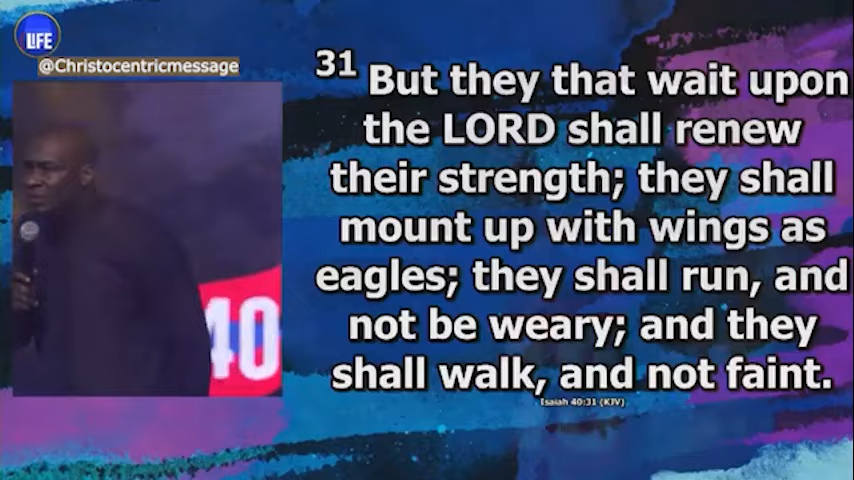 LIFE
@Christocentricmessage
31 But they that wait upon
the LORD shall renew
their strength; they shall
mount up with wings as
eagles; they shall run, and
not be weary; and they
shall walk, and not faint.
Isaiah 40:31 (KJV)
40